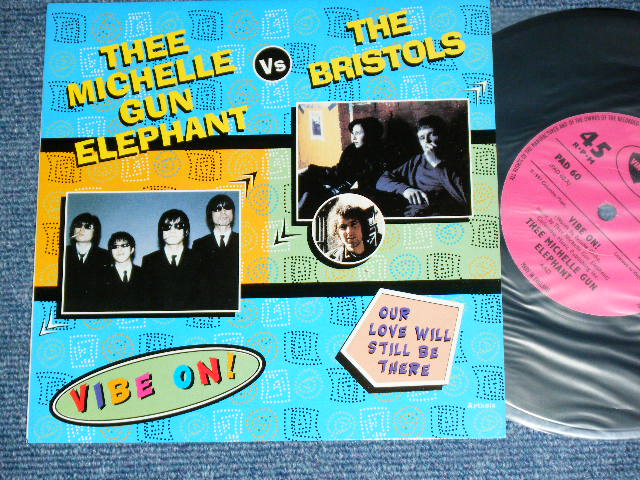 THEE
MICHELLE
GUN
ELEPHANT
Vs
THE
BRISTOLS
VIBE ON!
OUR
LOVE WILL
STILL BE
THERE
45
R·P·M
PAD 60
VIBE ON!
THEE MICHELLE GUN
ELEPHANT